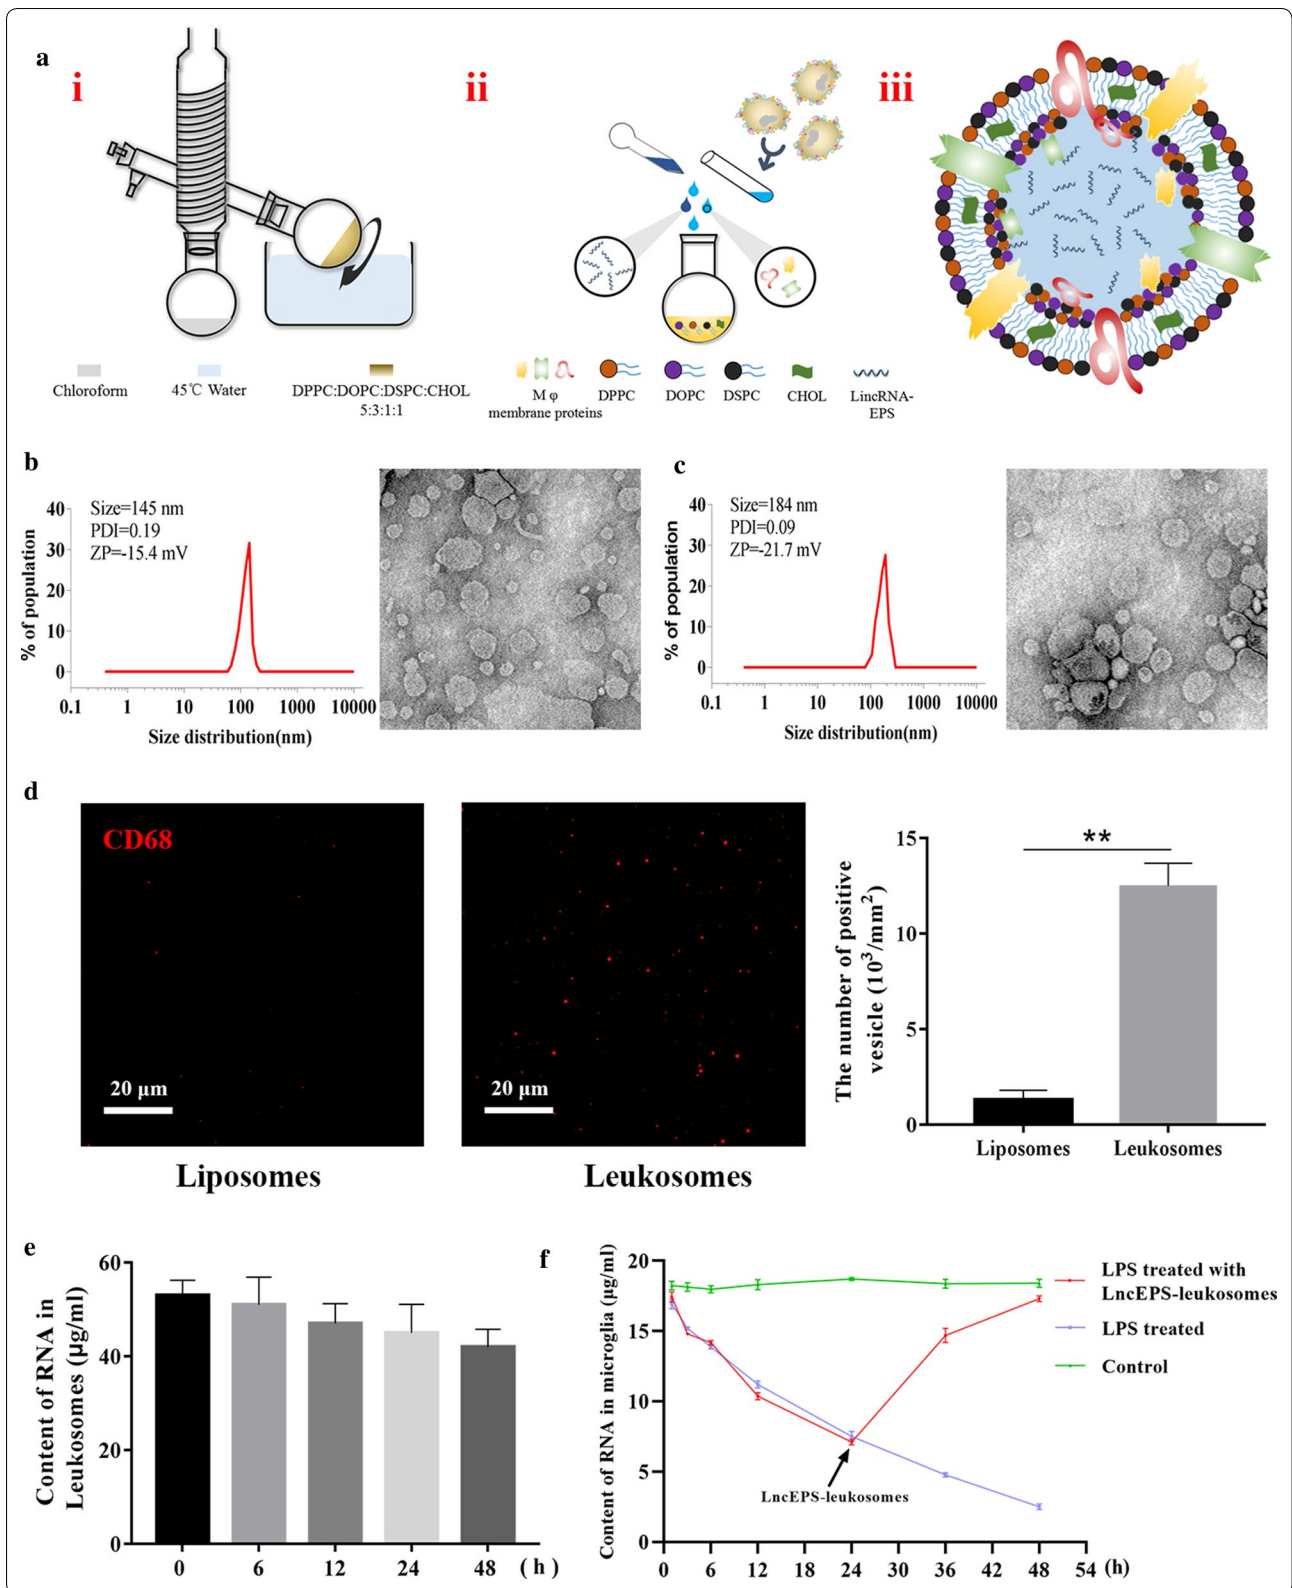 a
i
ii
iii
Chloroform
45℃ Water
DPPC:DOPC:DSPC:CHOL
5:3:1:1
M φ
membrane proteins
DPPC
DOPC
DSPC
CHOL
LincRNA-
EPS
b
Size=145 nm
PDI=0.19
ZP=-15.4 mV
% of population
40
30
20
10
0
0.1 1 10 100 1000 10000
Size distribution(nm)
c
Size=184 nm
PDI=0.09
ZP=-21.7 mV
% of population
40
30
20
10
0
0.1 1 10 100 1000 10000
Size distribution(nm)
d
CD68
20 μm
Liposomes
20 μm
Leukosomes
The number of positive
vesicle (10³/mm²)
15
10
5
0
**
Liposomes Leukosomes
e
Content of RNA in
Leukosomes (μg/ml)
60
40
20
0
0 6 12 24 48 ( h )
f
Content of RNA in microglia (μg/ml)
20
15
10
5
0
LncEPS-leukosomes
0 6 12 18 24 30 36 42 48 54 (h)
LPS treated with
LncEPS-leukosomes
LPS treated
Control